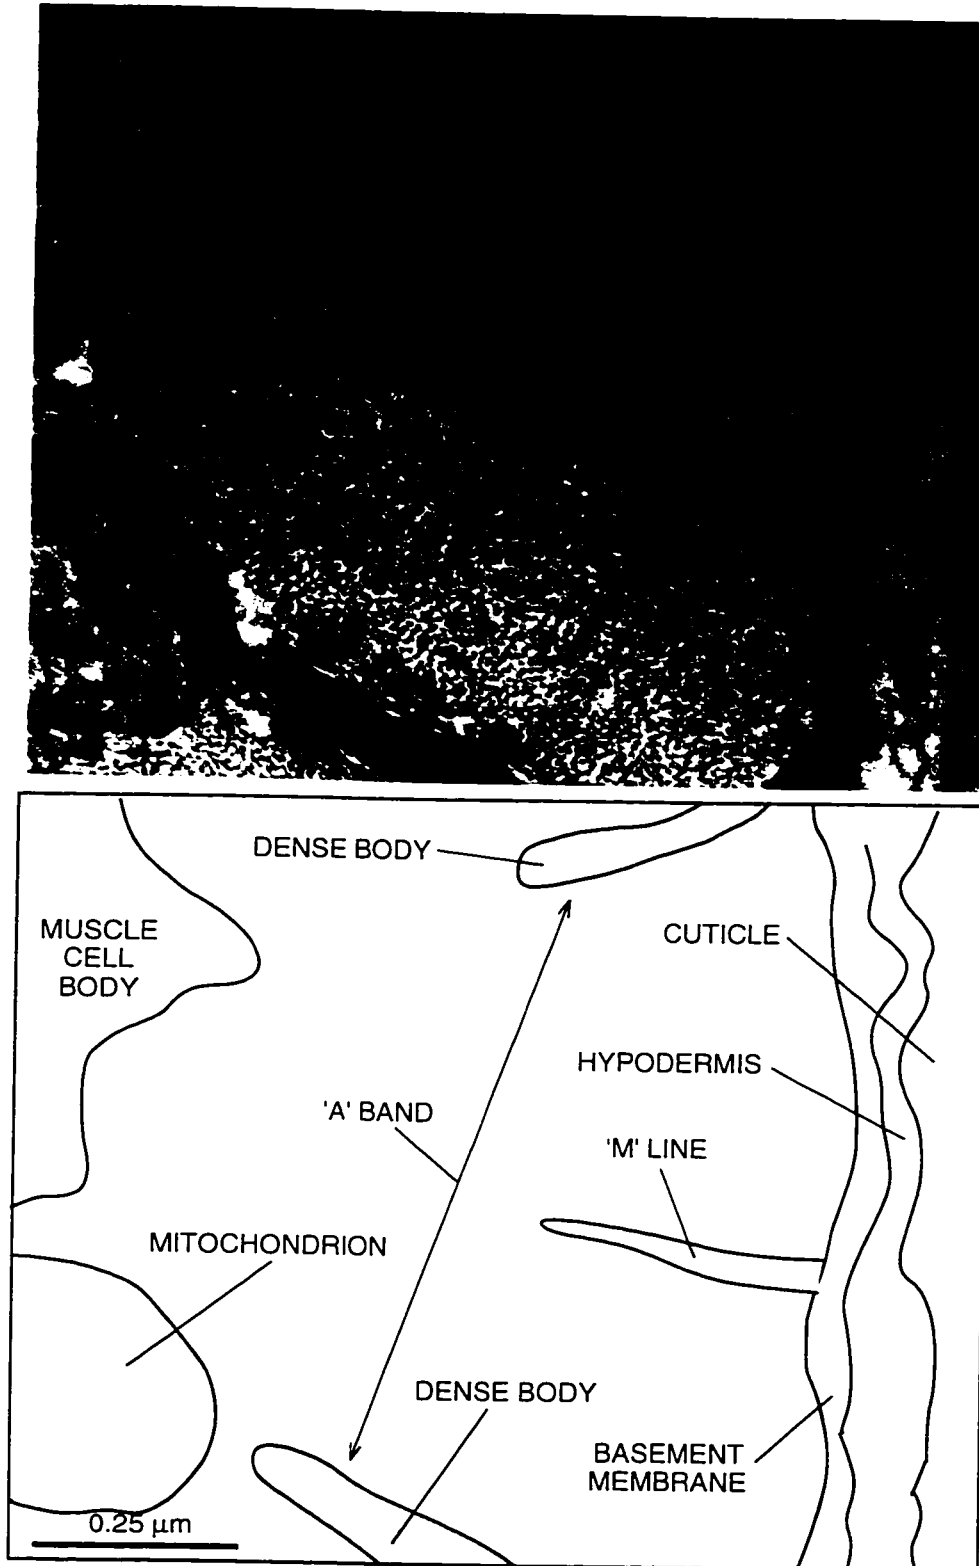 DENSE BODY
MUSCLE
CELL
BODY
CUTICLE
HYPODERMIS
'A' BAND
'M' LINE
MITOCHONDRION
DENSE BODY
BASEMENT
MEMBRANE
0.25 µm